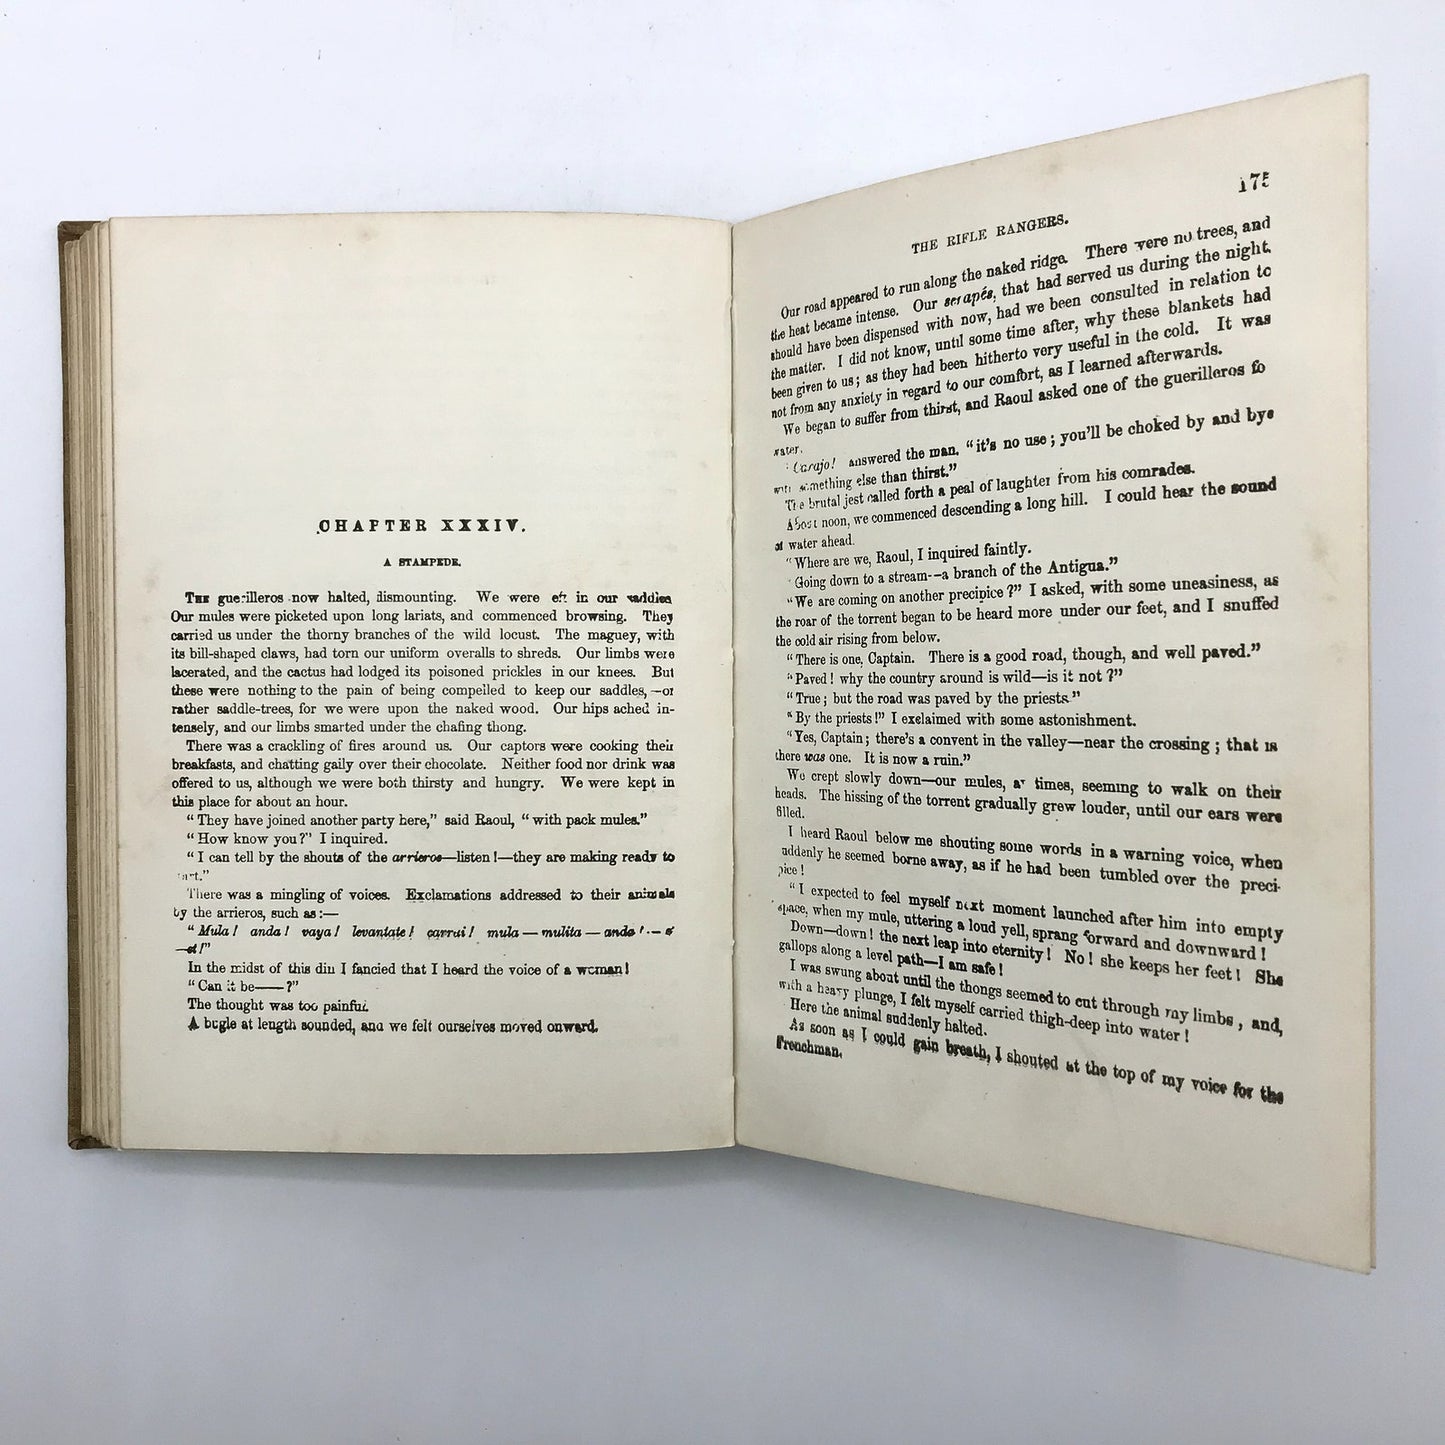 CHAPTER XXXIV.
A STAMPEDE.
THE guerilleros now halted, dismounting. We were eft in our saddles
Our mules were picketed upon long lariats, and commenced browsing. They
carried us under the thorny branches of the wild locust. The maguey, with
its bill-shaped claws, had torn our uniform overalls to shreds. Our limbs were
lacerated, and the cactus had lodged its poisoned prickles in our knees. But
these were nothing to the pain of being compelled to keep our saddles,—or
rather saddle-trees, for we were upon the naked wood. Our hips ached in-
tensely, and our limbs smarted under the chafing thong.
There was a crackling of fires around us. Our captors were cooking their
breakfasts, and chatting gaily over their chocolate. Neither food nor drink was
offered to us, although we were both thirsty and hungry. We were kept in
this place for about an hour.
"They have joined another party here," said Raoul, "with pack mules."
"How know you?" I inquired.
"I can tell by the shouts of the arrieros—listen!—they are making ready to
There was a mingling of voices. Exclamations addressed to their animals
by the arrieros, such as:—
"Mula! anda! vaya! levantate! carrai! mula—mulita—anda!—s
—st!"
In the midst of this din I fancied that I heard the voice of a woman!
"Can it be——?"
The thought was too painful.
A bugle at length sounded, and we felt ourselves moved onward.
175
THE RIFLE RANGERS.
Our road appeared to run along the naked ridge. There were no trees, and
the heat became intense. Our serapés, that had served us during the night,
should have been dispensed with now, had we been consulted in relation to
the matter. I did not know, until some time after, why these blankets had
been given to us; as they had been hitherto very useful in the cold. It was
not from any anxiety in regard to our comfort, as I learned afterwards.
We began to suffer from thirst, and Raoul asked one of the guerilleros fo
water.
"Carajo! answered the man. "it's no use; you'll be choked by and bye
with something else than thirst."
The brutal jest called forth a peal of laughter from his comrades.
About noon, we commenced descending a long hill. I could hear the sound
of water ahead.
"Where are we, Raoul, I inquired faintly.
Going down to a stream--a branch of the Antigua."
"We are coming on another precipice?" I asked, with some uneasiness, as
the roar of the torrent began to be heard more under our feet, and I snuffed
the cold air rising from below.
"There is one, Captain. There is a good road, though, and well paved."
"Paved! why the country around is wild—is it not?"
"True; but the road was paved by the priests."
"By the priests!" I exclaimed with some astonishment.
"Yes, Captain; there's a convent in the valley—near the crossing; that is
there was one. It is now a ruin."
We crept slowly down—our mules, at times, seeming to walk on their
heads. The hissing of the torrent gradually grew louder, until our ears were
filled.
I heard Raoul below me shouting some words in a warning voice, when
uddenly he seemed borne away, as if he had been tumbled over the preci-
pice!
"I expected to feel myself next moment launched after him into empty
space, when my mule, uttering a loud yell, sprang forward and downward!
Down—down! the next leap into eternity! No! she keeps her feet! She
gallops along a level path—I am safe!
I was swung about until the thongs seemed to cut through my limbs, and,
with a heavy plunge, I felt myself carried thigh-deep into water!
Here the animal suddenly halted.
As soon as I could gain breath, I shouted at the top of my voice for the
Frenchman.